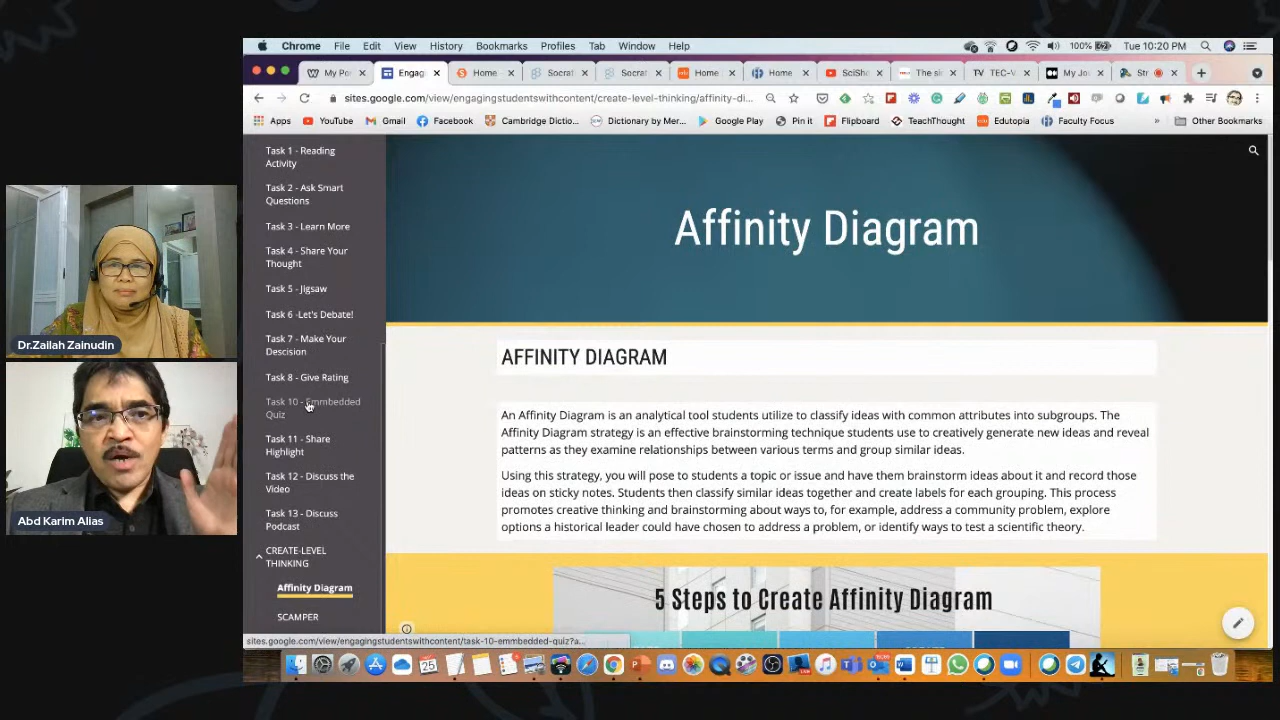 Chrome File Edit View History Bookmarks Profiles Tab Window Help 100% Tue 10:20 PM
My Po Engag Home Socrat Socrat Home Home SciSho The sin TEC-V My Jou Str
sites.google.com/view/engagingstudentswithcontent/create-level-thinking/affinity-di...
Apps YouTube Gmail Facebook Cambridge Dictio... Dictionary by Mer... Google Play Pin it Flipboard TeachThought Edutopia Faculty Focus » Other Bookmarks
Task 1 - Reading
Activity
Task 2 - Ask Smart
Questions
Task 3 - Learn More
Task 4 - Share Your
Thought
Task 5 - Jigsaw
Task 6 -Let's Debate!
Task 7 - Make Your
Descision
Task 8 - Give Rating
Task 10 - Emmbedded
Quiz
Task 11 - Share
Highlight
Task 12 - Discuss the
Video
Task 13 - Discuss
Podcast
CREATE-LEVEL
THINKING
Affinity Diagram
SCAMPER
sites.google.com/view/engagingstudentswithcontent/task-10-emmbedded-quiz?a...
Affinity Diagram
AFFINITY DIAGRAM
An Affinity Diagram is an analytical tool students utilize to classify ideas with common attributes into subgroups. The
Affinity Diagram strategy is an effective brainstorming technique students use to creatively generate new ideas and reveal
patterns as they examine relationships between various terms and group similar ideas.
Using this strategy, you will pose to students a topic or issue and have them brainstorm ideas about it and record those
ideas on sticky notes. Students then classify similar ideas together and create labels for each grouping. This process
promotes creative thinking and brainstorming about ways to, for example, address a community problem, explore
options a historical leader could have chosen to address a problem, or identify ways to test a scientific theory.
5 Steps to Create Affinity Diagram
Dr.Zailah Zainudin
Abd Karim Alias